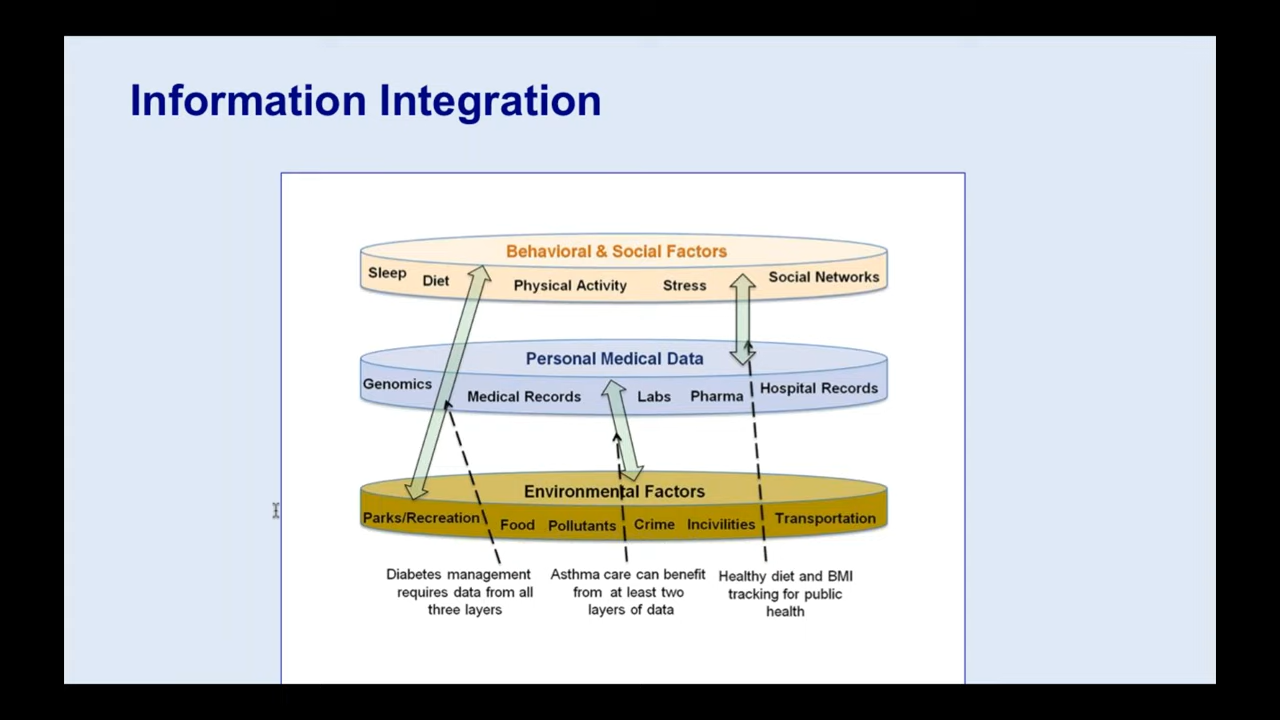 Information Integration
Behavioral & Social Factors
Sleep Diet Physical Activity Stress Social Networks
Personal Medical Data
Genomics Medical Records Labs Pharma Hospital Records
Environmental Factors
Parks/Recreation Food Pollutants Crime Incivilities Transportation
Diabetes management
requires data from all
three layers
Asthma care can benefit
from at least two
layers of data
Healthy diet and BMI
tracking for public
health